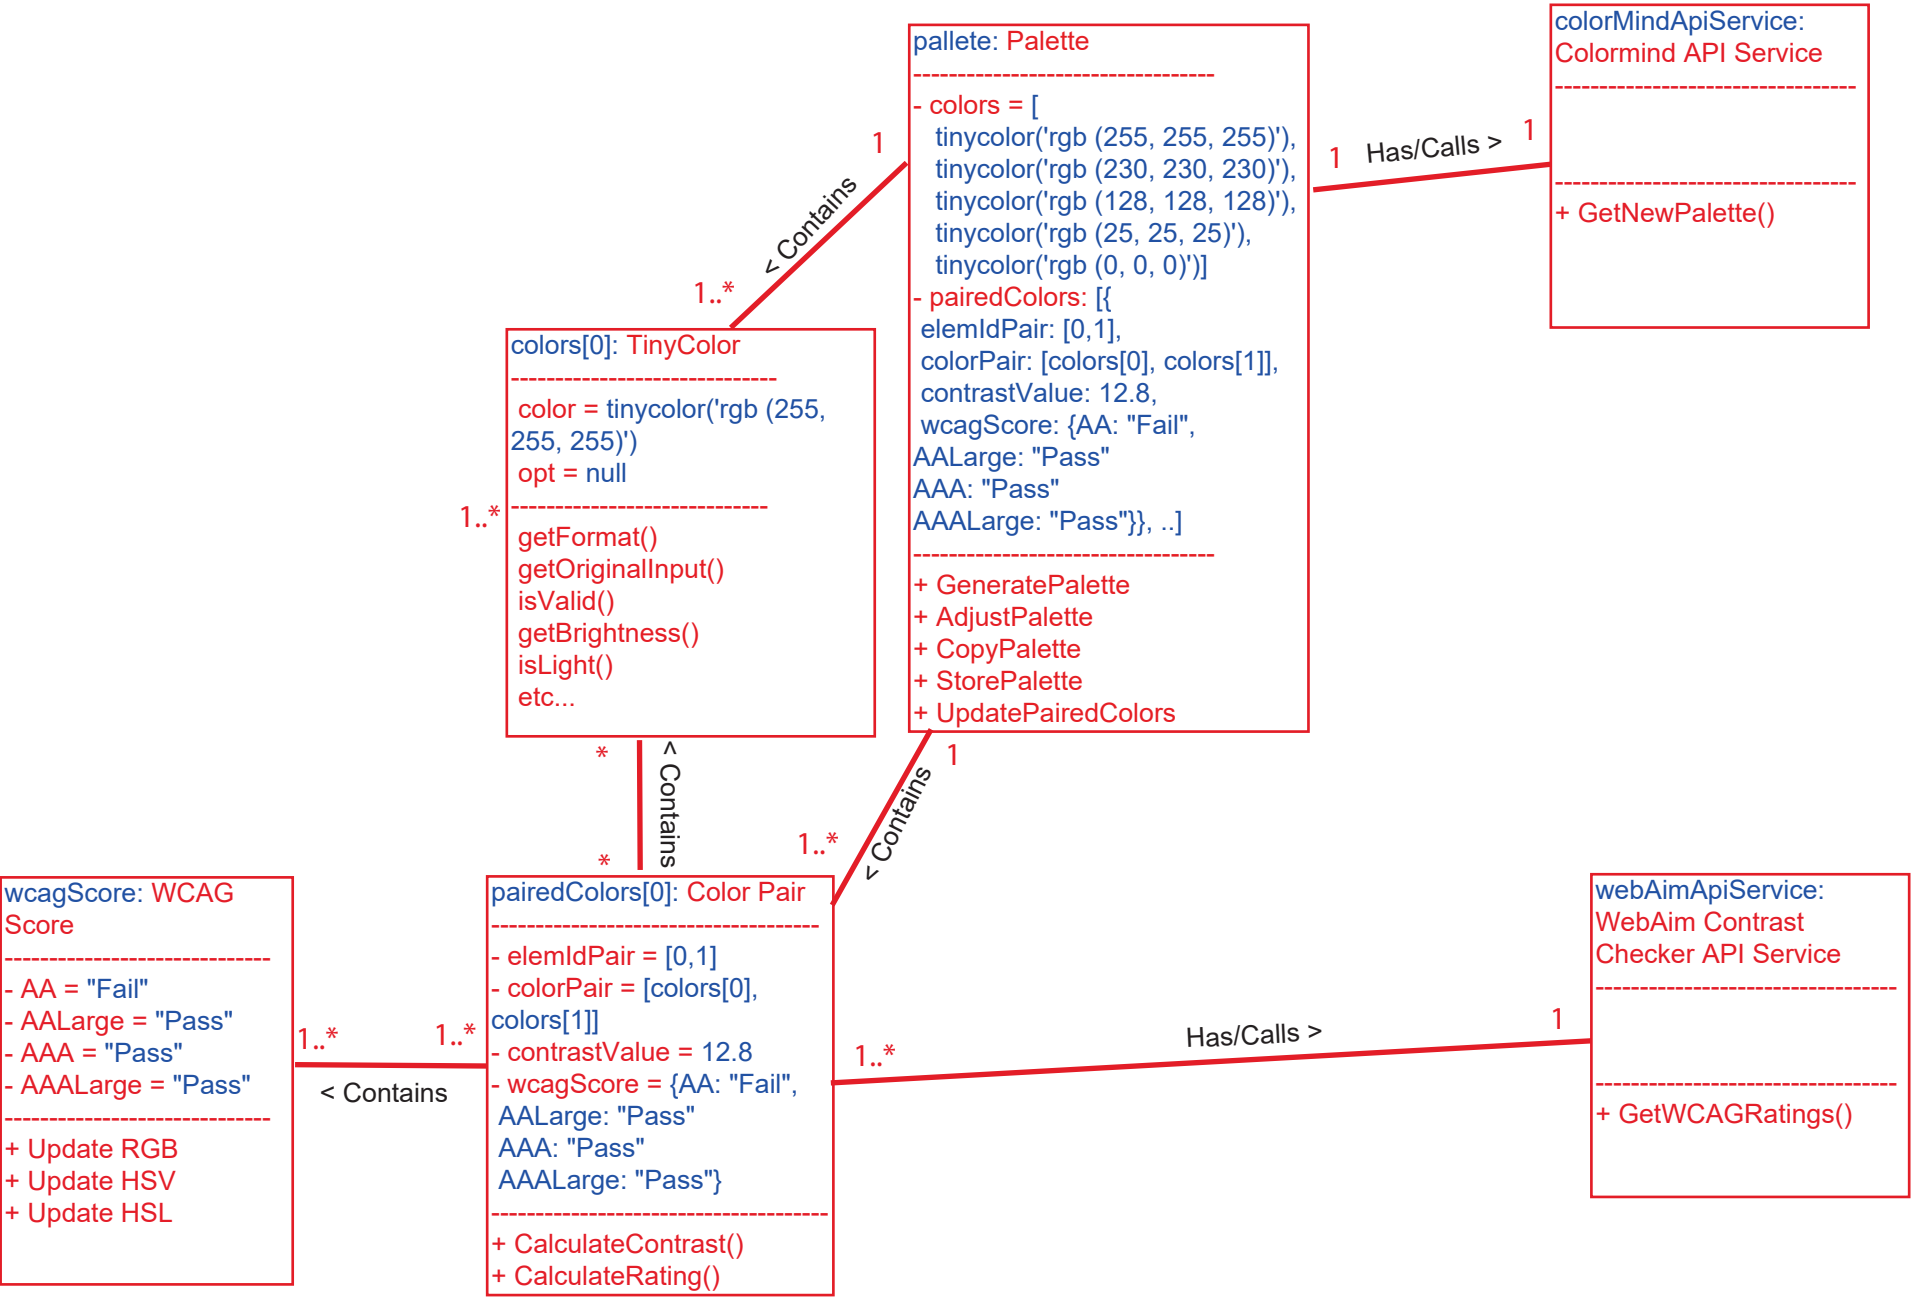 pallete: Palette
----------------------------------
- colors = [
tinycolor('rgb (255, 255, 255)'),
tinycolor('rgb (230, 230, 230)'),
tinycolor('rgb (128, 128, 128)'),
tinycolor('rgb (25, 25, 25)'),
tinycolor('rgb (0, 0, 0)')]
- pairedColors: [{
elemIdPair: [0,1],
colorPair: [colors[0], colors[1]],
contrastValue: 12.8,
wcagScore: {AA: "Fail",
AALarge: "Pass"
AAA: "Pass"
AAALarge: "Pass"}}, ..]
----------------------------------
+ GeneratePalette
+ AdjustPalette
+ CopyPalette
+ StorePalette
+ UpdatePairedColors
colorMindApiService:
Colormind API Service
----------------------------------
----------------------------------
+ GetNewPalette()
1
Has/Calls >
1
1
< Contains
1..*
colors[0]: TinyColor
------------------------------
color = tinycolor('rgb (255,
255, 255)')
opt = null
-----------------------------
getFormat()
getOriginalInput()
isValid()
getBrightness()
isLight()
etc...
1..*
*
< Contains
*
1
< Contains
1..*
wcagScore: WCAG
Score
------------------------------
- AA = "Fail"
- AALarge = "Pass"
- AAA = "Pass"
- AAALarge = "Pass"
------------------------------
+ Update RGB
+ Update HSV
+ Update HSL
1..*
1..*
< Contains
pairedColors[0]: Color Pair
-------------------------------------
- elemIdPair = [0,1]
- colorPair = [colors[0],
colors[1]]
- contrastValue = 12.8
- wcagScore = {AA: "Fail",
AALarge: "Pass"
AAA: "Pass"
AAALarge: "Pass"}
--------------------------------------
+ CalculateContrast()
+ CalculateRating()
1..*
Has/Calls >
1
webAimApiService:
WebAim Contrast
Checker API Service
----------------------------------
----------------------------------
+ GetWCAGRatings()